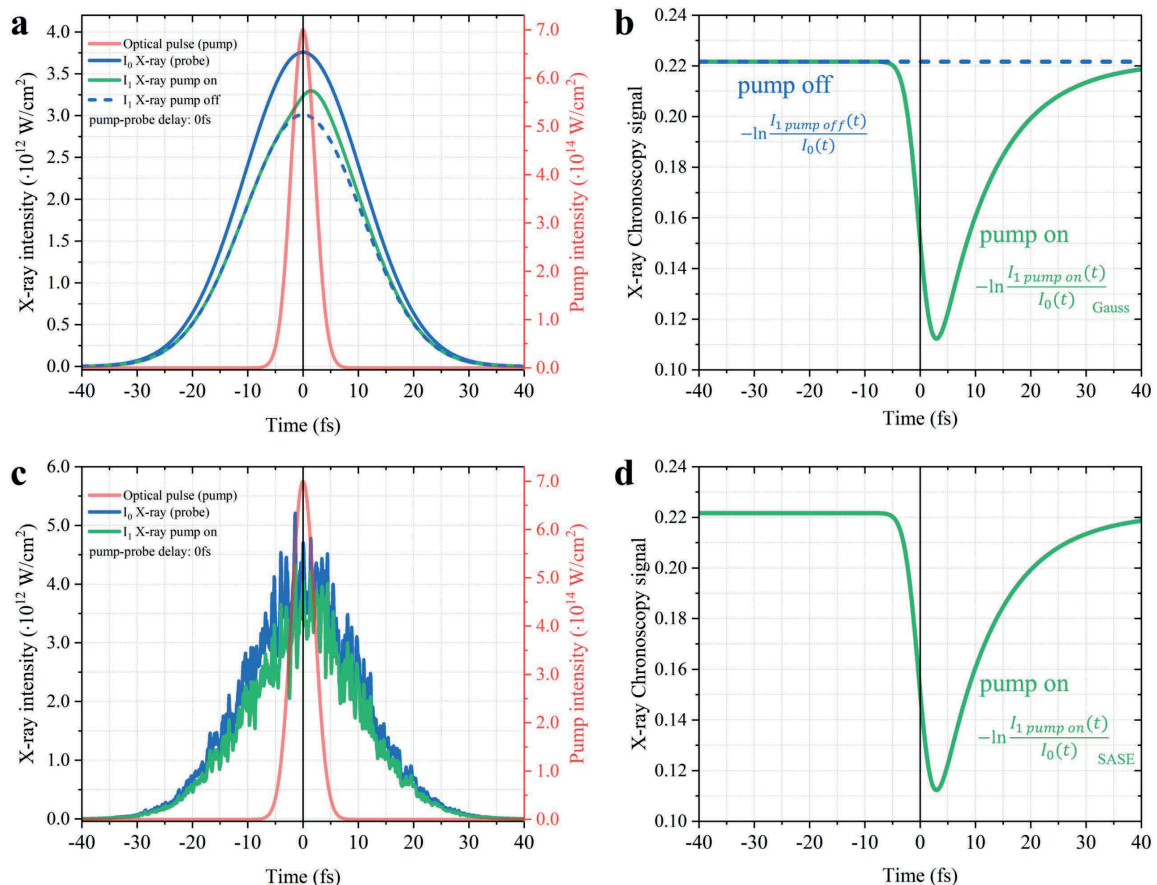 a
Optical pulse (pump)
I₀ X-ray (probe)
I₁ X-ray pump on
I₁ X-ray pump off
pump-probe delay: 0fs
4.0
3.5
3.0
2.5
2.0
1.5
1.0
0.5
0.0
X-ray intensity (·10¹² W/cm²)
7.0
6.0
5.0
4.0
3.0
2.0
1.0
0.0
Pump intensity (·10¹⁴ W/cm²)
-40 -30 -20 -10 0 10 20 30 40
Time (fs)
b
0.24
0.22
0.20
0.18
0.16
0.14
0.12
0.10
X-ray Chronoscopy signal
pump off
−ln I₁ pump off(t) / I₀(t)
pump on
−ln I₁ pump on(t) / I₀(t) Gauss
-40 -30 -20 -10 0 10 20 30 40
Time (fs)
c
Optical pulse (pump)
I₀ X-ray (probe)
I₁ X-ray pump on
pump-probe delay: 0fs
6.0
5.0
4.0
3.0
2.0
1.0
0.0
X-ray intensity (·10¹² W/cm²)
7.0
6.0
5.0
4.0
3.0
2.0
1.0
0.0
Pump intensity (·10¹⁴ W/cm²)
-40 -30 -20 -10 0 10 20 30 40
Time (fs)
d
0.24
0.22
0.20
0.18
0.16
0.14
0.12
0.10
X-ray Chronoscopy signal
pump on
−ln I₁ pump on(t) / I₀(t) SASE
-40 -30 -20 -10 0 10 20 30 40
Time (fs)